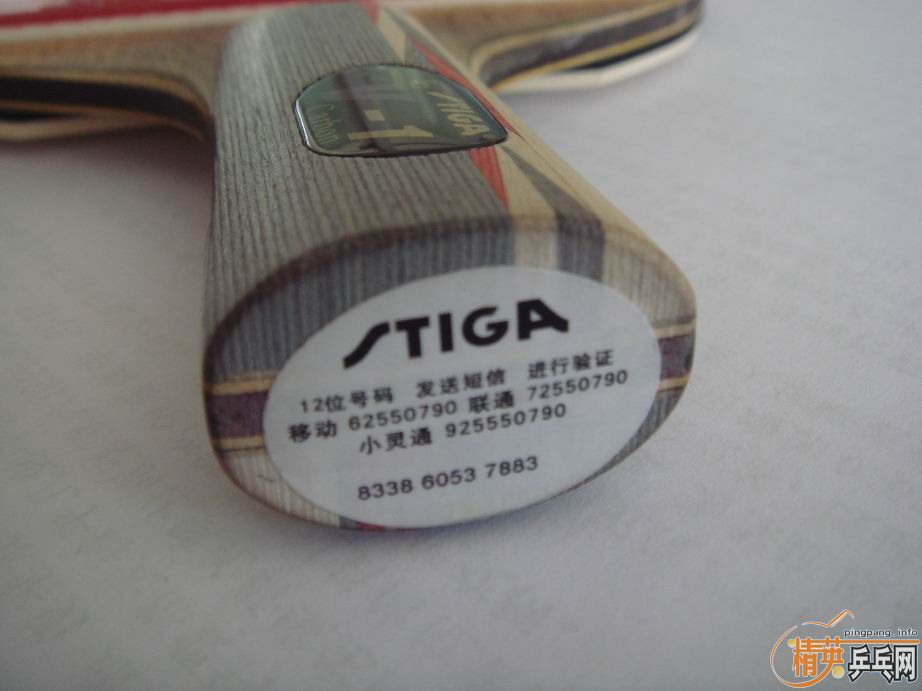 STIGA
-1
Carbon
STIGA
12位号码 发送短信 进行验证
移动 62550790 联通 72550790
小灵通 925550790
8338 6053 7883
pingpang.info
精英乒乓网